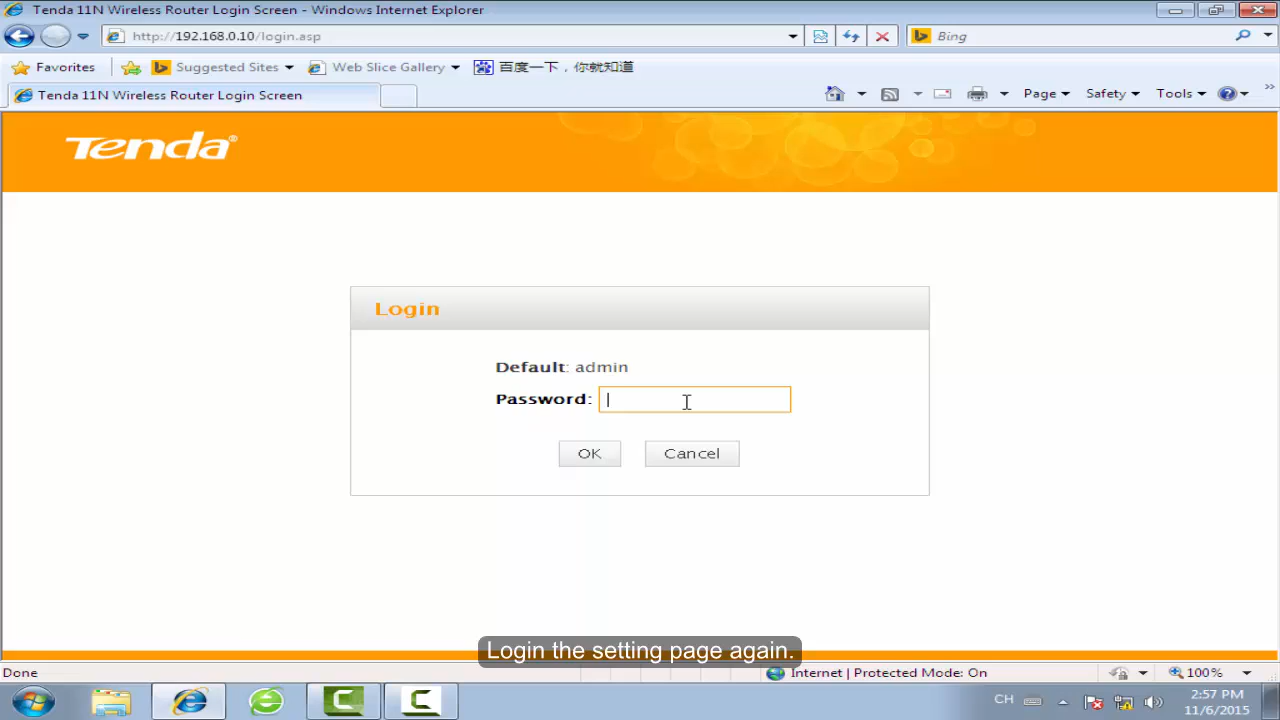 Tenda 11N Wireless Router Login Screen - Windows Internet Explorer
http://192.168.0.10/login.asp
Bing
Favorites
Suggested Sites
Web Slice Gallery
百度一下，你就知道
Tenda 11N Wireless Router Login Screen
Page
Safety
Tools
Tenda®
Login
Default: admin
Password:
OK
Cancel
Login the setting page again.
Done
Internet | Protected Mode: On
100%
CH
2:57 PM
11/6/2015